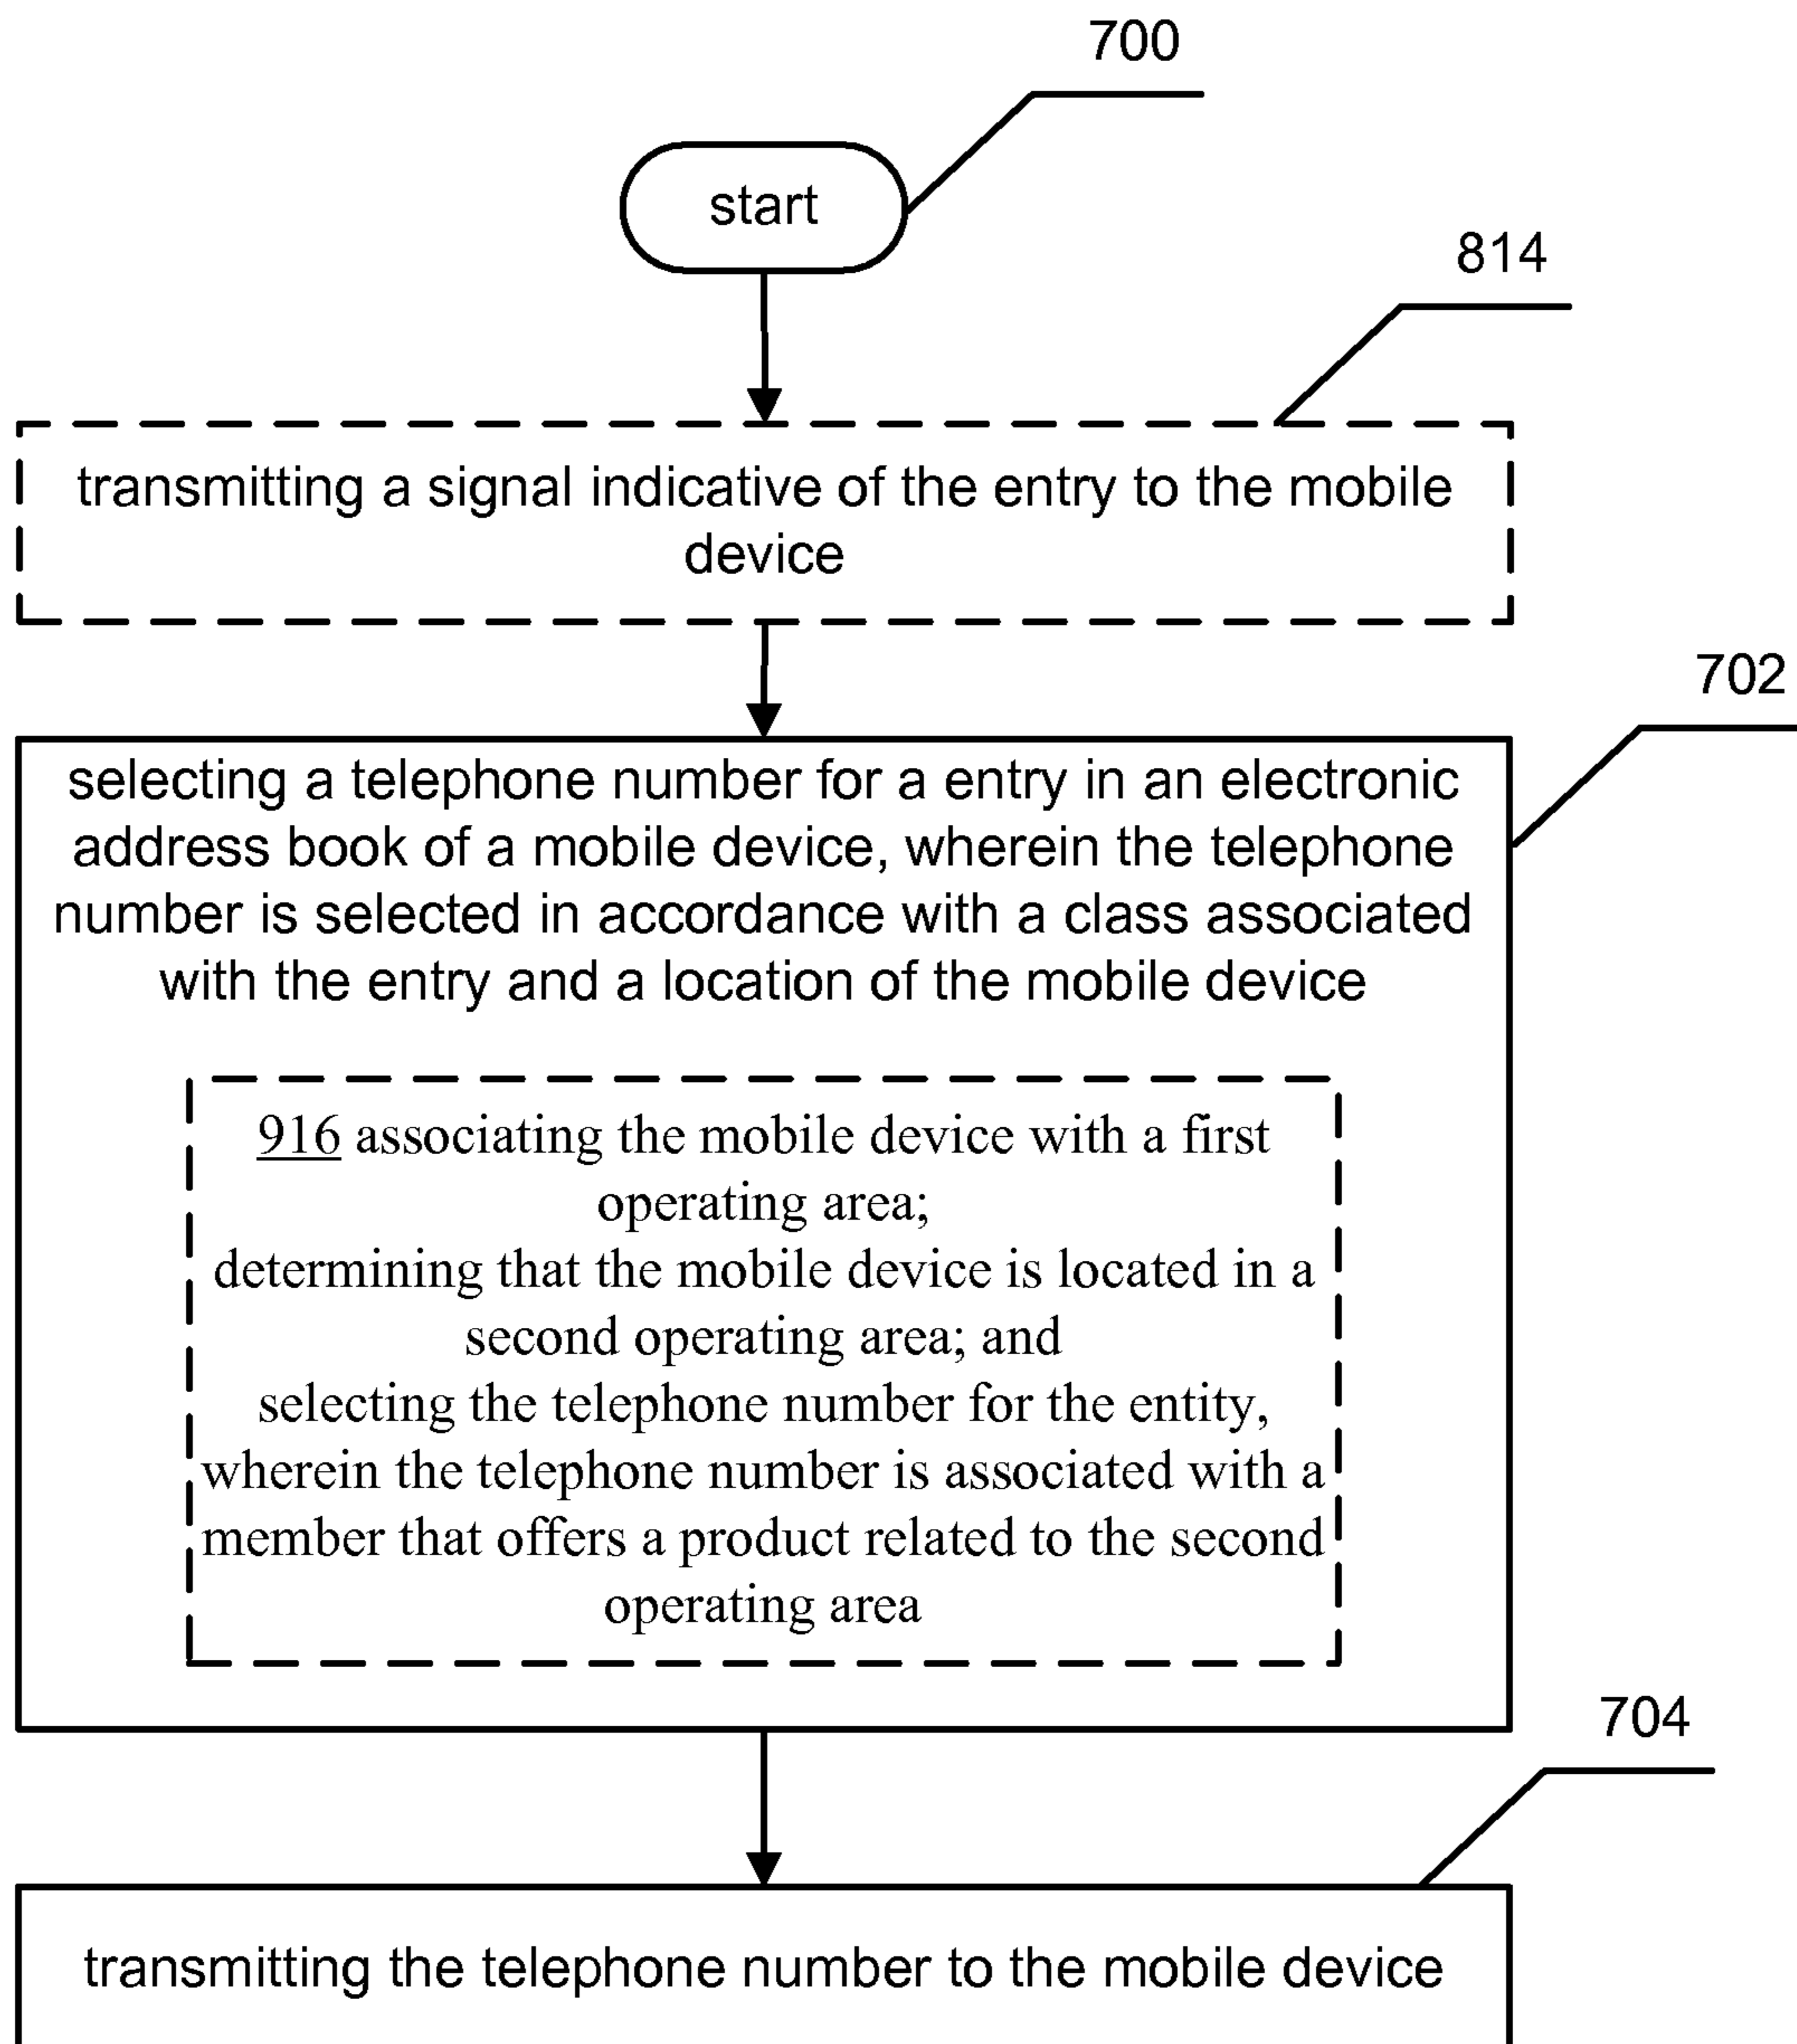 700
start
814
transmitting a signal indicative of the entry to the mobile
device
702
selecting a telephone number for a entry in an electronic
address book of a mobile device, wherein the telephone
number is selected in accordance with a class associated
with the entry and a location of the mobile device
916 associating the mobile device with a first
operating area;
determining that the mobile device is located in a
second operating area; and
selecting the telephone number for the entity,
wherein the telephone number is associated with a
member that offers a product related to the second
operating area
704
transmitting the telephone number to the mobile device